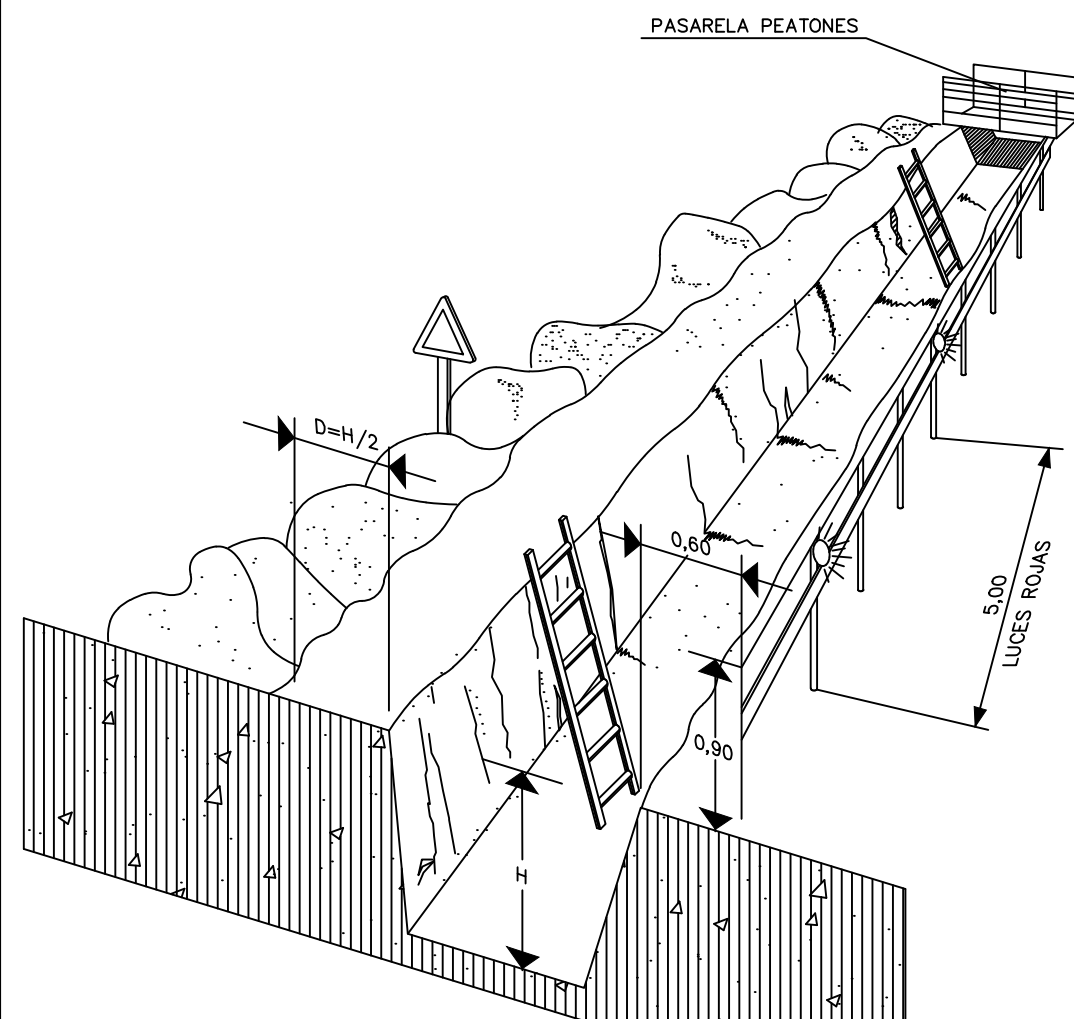 PASARELA PEATONES
D=H/2
0,60
5,00
LUCES ROJAS
0,90
H